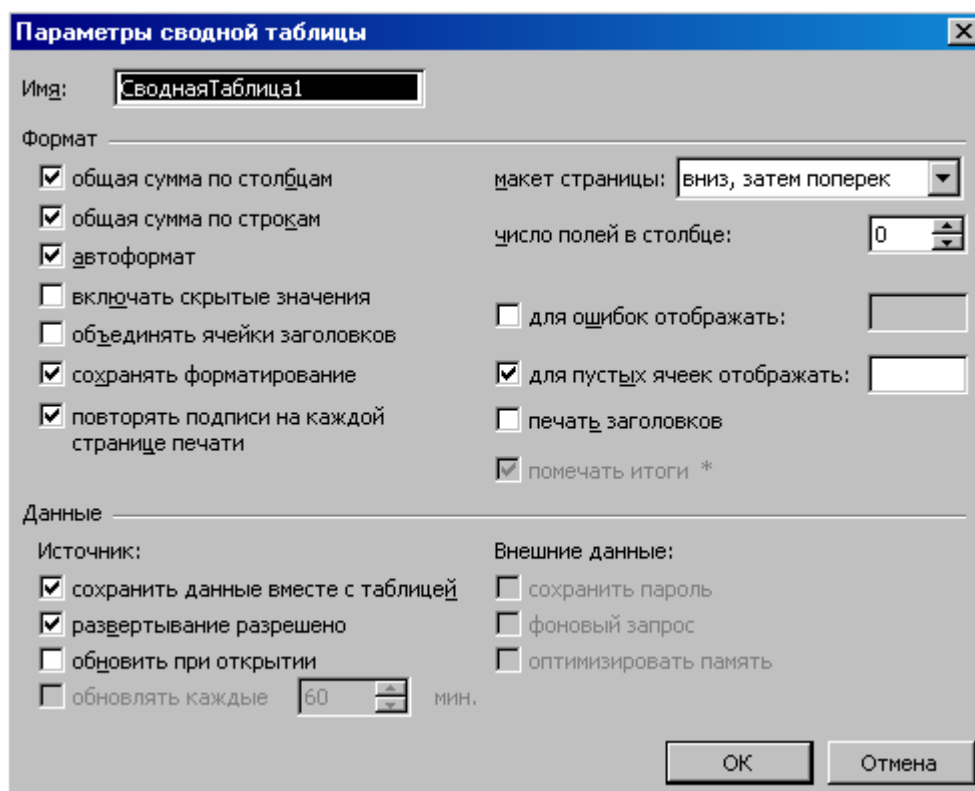 Параметры сводной таблицы
Имя: СводнаяТаблица1
Формат
общая сумма по столбцам
общая сумма по строкам
автоформат
включать скрытые значения
объединять ячейки заголовков
сохранять форматирование
повторять подписи на каждой
странице печати
макет страницы: вниз, затем поперек
число полей в столбце: 0
для ошибок отображать:
для пустых ячеек отображать:
печать заголовков
помечать итоги *
Данные
Источник:
сохранить данные вместе с таблицей
развертывание разрешено
обновить при открытии
обновлять каждые 60 мин.
Внешние данные:
сохранить пароль
фоновый запрос
оптимизировать память
ОК
Отмена